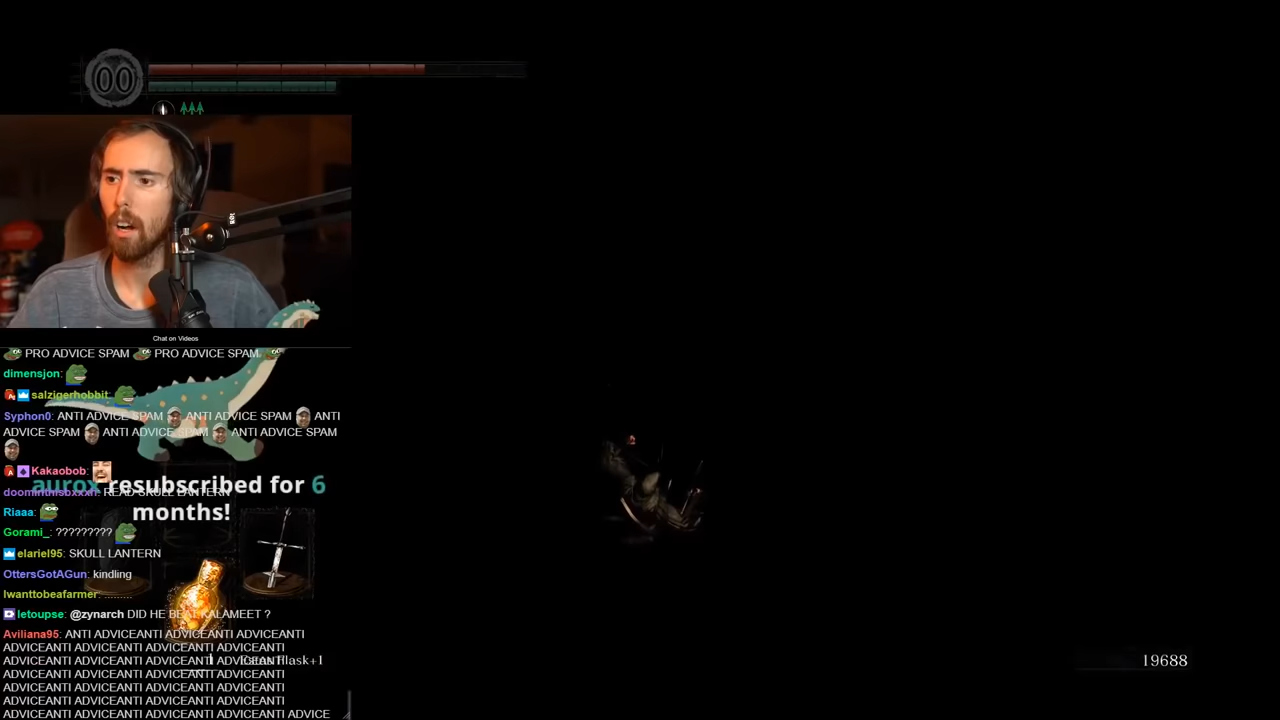 00
Chat on Videos
PRO ADVICE SPAM PRO ADVICE SPAM
dimensjon:
salzigerhobbit:
Syphon0: ANTI ADVICE SPAM ANTI ADVICE SPAM ANTI
ADVICE SPAM ANTI ADVICE SPAM ANTI ADVICE SPAM
Kakaobob:
aurox resubscribed for 6
months!
READ SKULL LANTERN
Riaaa:
Gorami_: ?????????
elariel95: SKULL LANTERN
OttersGotAGun: kindling
Iwanttobeafarmer: .........
letoupse: @zynarch DID HE BEAT KALAMEET ?
Aviliana95: ANTI ADVICEANTI ADVICEANTI ADVICEANTI
ADVICEANTI ADVICEANTI ADVICEANTI ADVICEANTI
ADVICEANTI ADVICEANTI ADVICEANTI ADVICEANTI
ADVICEANTI ADVICEANTI ADVICEANTI ADVICEANTI
ADVICEANTI ADVICEANTI ADVICEANTI ADVICEANTI
ADVICEANTI ADVICEANTI ADVICEANTI ADVICEANTI
ADVICEANTI ADVICEANTI ADVICEANTI ADVICE
1
Estus Flask+1
19688